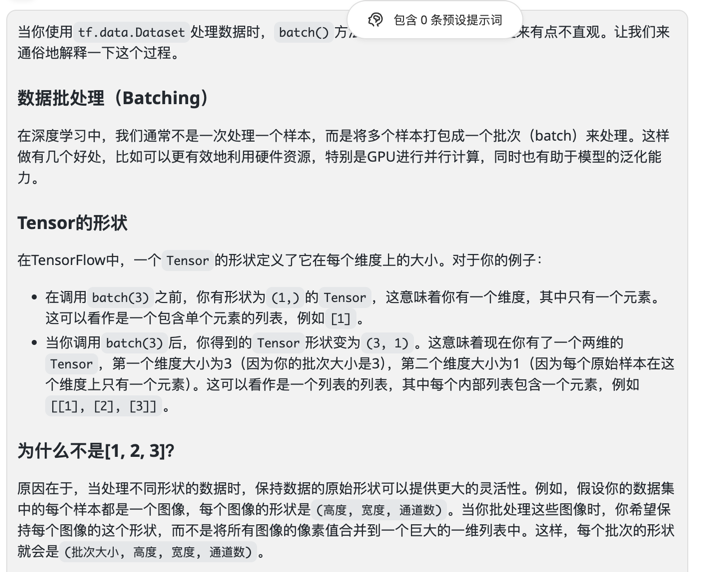 包含 0 条预设提示词
当你使用 tf.data.Dataset 处理数据时， batch() 方 来有点不直观。让我们来
通俗地解释一下这个过程。
数据批处理（Batching）
在深度学习中，我们通常不是一次处理一个样本，而是将多个样本打包成一个批次（batch）来处理。这样
做有几个好处，比如可以更有效地利用硬件资源，特别是GPU进行并行计算，同时也有助于模型的泛化能
力。
Tensor的形状
在TensorFlow中，一个 Tensor 的形状定义了它在每个维度上的大小。对于你的例子：
• 在调用 batch(3) 之前，你有形状为 (1,) 的 Tensor ，这意味着你有一个维度，其中只有一个元素。
这可以看作是一个包含单个元素的列表，例如 [1] 。
• 当你调用 batch(3) 后，你得到的 Tensor 形状变为 (3, 1) 。这意味着现在你有了一个两维的
Tensor ，第一个维度大小为3（因为你的批次大小是3），第二个维度大小为1（因为每个原始样本在这
个维度上只有一个元素）。这可以看作是一个列表的列表，其中每个内部列表包含一个元素，例如
[[1], [2], [3]] 。
为什么不是[1, 2, 3]?
原因在于，当处理不同形状的数据时，保持数据的原始形式可以提供更大的灵活性。例如，假设你的数据集
中的每个样本都是一个图像，每个图像的形状是 (高度, 宽度, 通道数) 。当你批处理这些图像时，你希望保
持每个图像的这个形状，而不是将所有图像的像素值合并到一个巨大的一维列表中。这样，每个批次的形状
就会是 (批次大小, 高度, 宽度, 通道数) 。